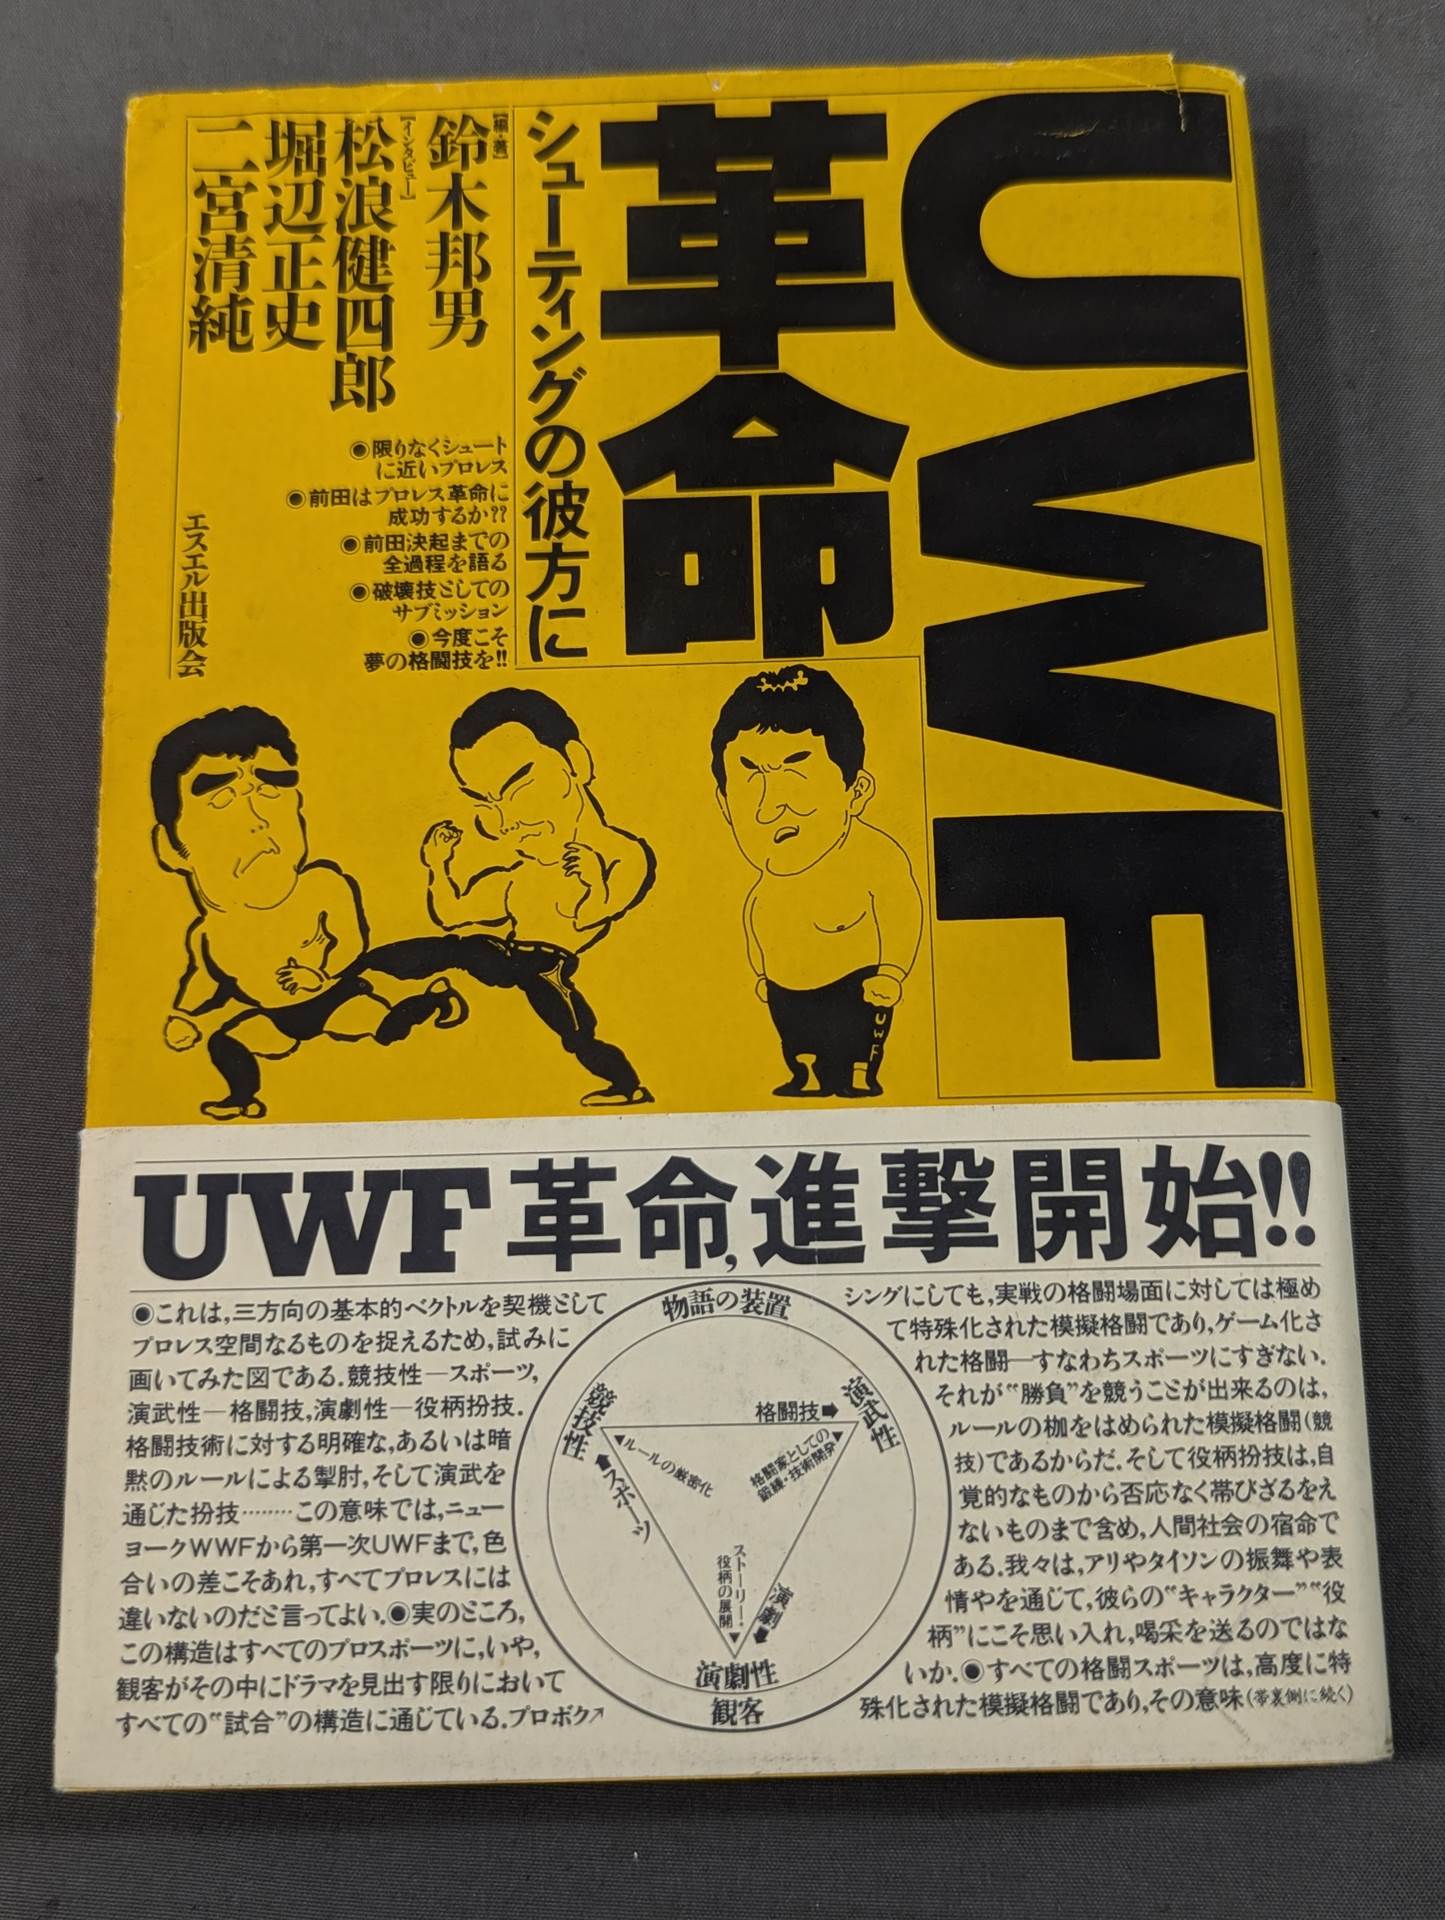 UWF
革命
シューティングの彼方に
[編・著]
鈴木邦男
[インタビュー]
松浪健四郎
堀辺正史
二宮清純
◉限りなくシュート
に近いプロレス
◉前田はプロレス革命に
成功するか??
◉前田決起までの
全過程を語る
◉破壊技としての
サブミッション
◉今度こそ
夢の格闘技を!!
エスエル出版会
UWF
UWF革命,進撃開始!!
◉これは,三方向の基本的ベクトルを契機として
プロレス空間なるものを捉えるため,試みに
画いてみた図である.競技性—スポーツ,
演武性—格闘技,演劇性—役柄扮技.
格闘技術に対する明確な,あるいは暗
黙のルールによる掣肘,そして演武を
通じた扮技………この意味では,ニュー
ヨークWWFから第一次UWFまで,色
合いの差こそあれ,すべてプロレスには
違いないのだと言ってよい.◉実のところ,
この構造はすべてのプロスポーツに,いや,
観客がその中にドラマを見出す限りにおいて
すべての“試合”の構造に通じている.プロボク↗
物語の装置
競技性
演武性
格闘技➡
◀ルールの厳密化
格闘家としての▶
鍛練・技術開発
⬅スポーツ
ストーリー・
役柄の展開▶
演劇➡
演劇性
観客
シングにしても,実戦の格闘場面に対しては極め
て特殊化された模擬格闘であり,ゲーム化さ
れた格闘—すなわちスポーツにすぎない.
それが“勝負”を競うことが出来るのは,
ルールの枷をはめられた模擬格闘(競
技)であるからだ.そして役柄扮技は,自
覚的なものから否応なく帯びざるをえ
ないものまで含め,人間社会の宿命で
ある.我々は,アリやタイソンの振舞や表
情やを通じて,彼らの“キャラクター”“役
柄”にこそ思い入れ,喝采を送るのではな
いか.◉すべての格闘スポーツは,高度に特
殊化された模擬格闘であり,その意味(帯裏側に続く)